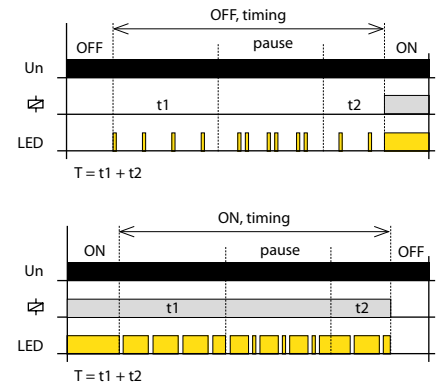 OFF, timing
OFF
pause
ON
Un
t1
t2
LED
T = t1 + t2
ON, timing
ON
pause
OFF
Un
t1
t2
LED
T = t1 + t2